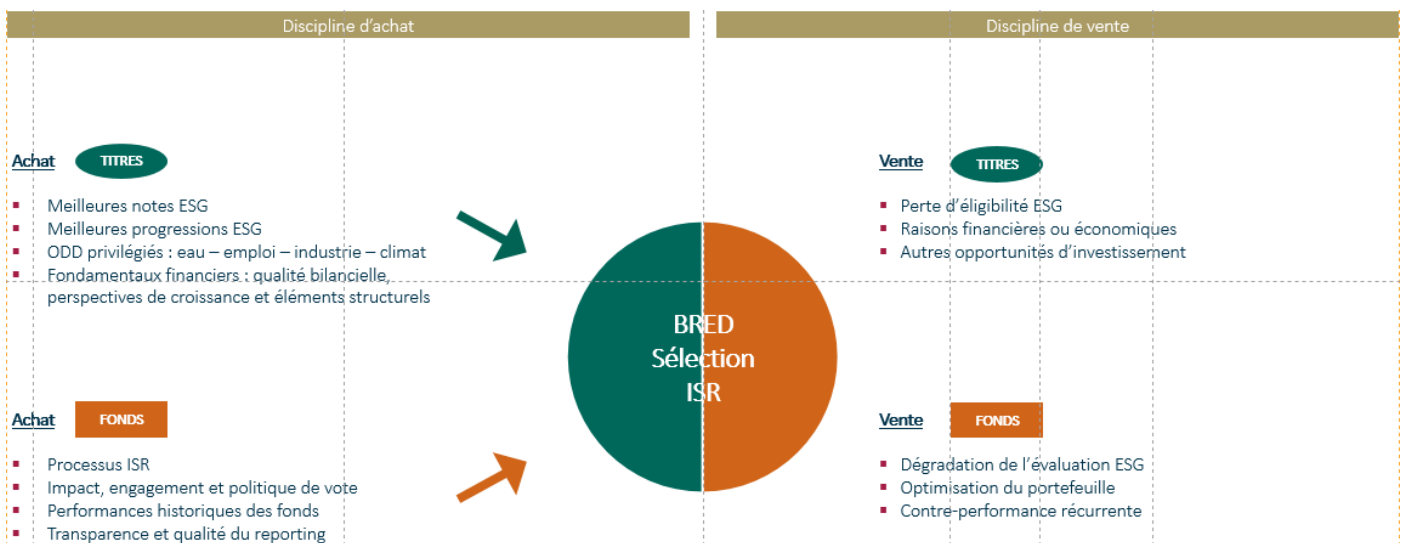 Discipline d'achat
Discipline de vente
Achat TITRES
Meilleures notes ESG
Meilleures progressions ESG
ODD privilégiés : eau – emploi – industrie – climat
Fondamentaux financiers : qualité bilancielle,
perspectives de croissance et éléments structurels
Vente TITRES
Perte d'éligibilité ESG
Raisons financières ou économiques
Autres opportunités d'investissement
BRED
Sélection
ISR
Achat FONDS
Processus ISR
Impact, engagement et politique de vote
Performances historiques des fonds
Transparence et qualité du reporting
Vente FONDS
Dégradation de l'évaluation ESG
Optimisation du portefeuille
Contre-performance récurrente